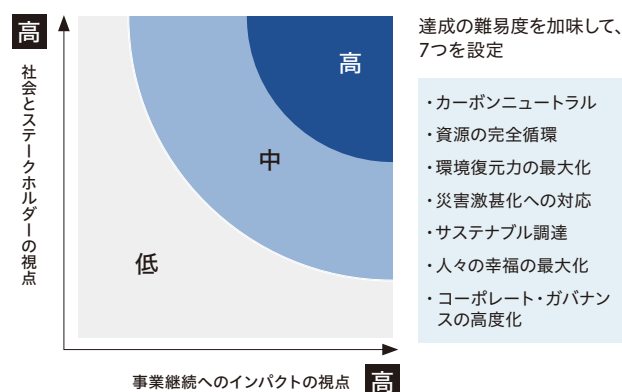 高
社会とステークホルダーの視点
高
中
低
事業継続へのインパクトの視点
高
達成の難易度を加味して、
7つを設定
・カーボンニュートラル
・資源の完全循環
・環境復元力の最大化
・災害激甚化への対応
・サステナブル調達
・人々の幸福の最大化
・コーポレート・ガバナン
スの高度化